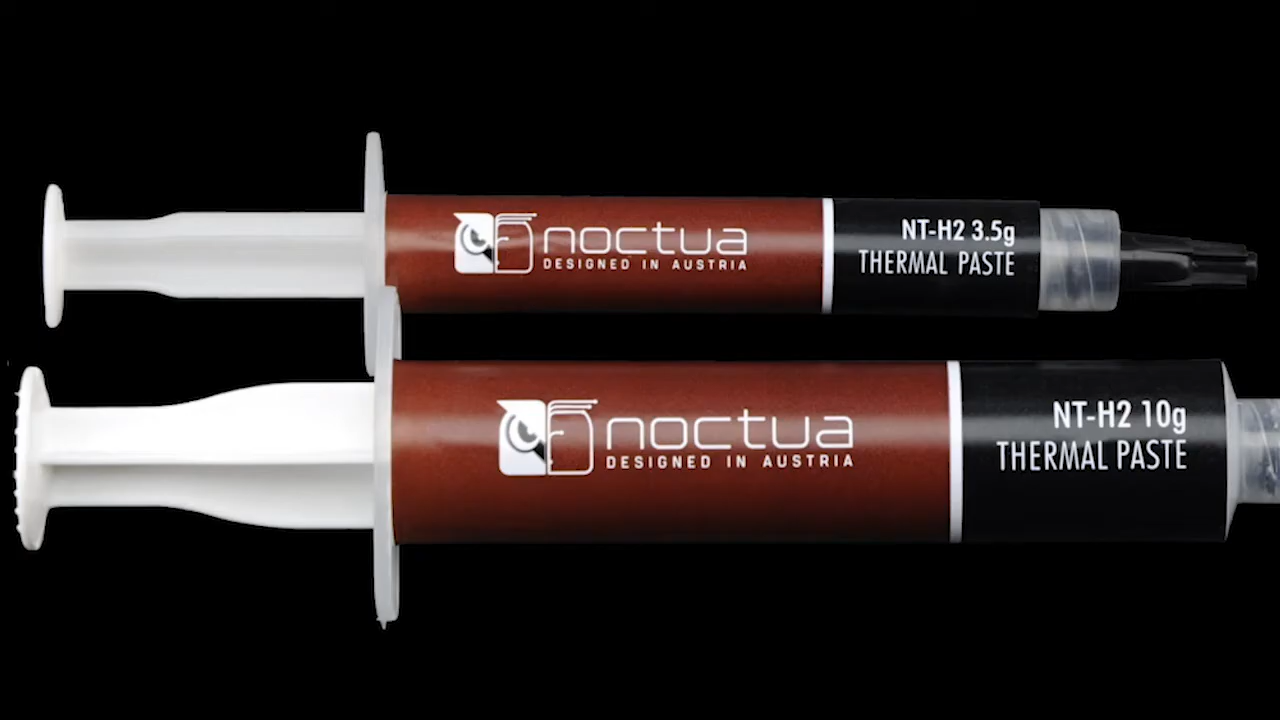 noctua
DESIGNED IN AUSTRIA
NT-H2 3.5g
THERMAL PASTE
noctua
DESIGNED IN AUSTRIA
NT-H2 10g
THERMAL PASTE